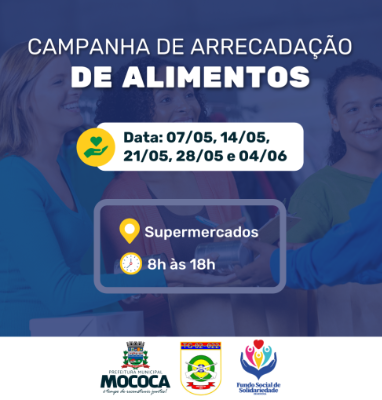 CAMPANHA DE ARRECADAÇÃO
DE ALIMENTOS
Data: 07/05, 14/05,
21/05, 28/05 e 04/06
Supermercados
8h às 18h
PREFEITURA MUNICIPAL
MOCOCA
Fundo Social de
Solidariedade